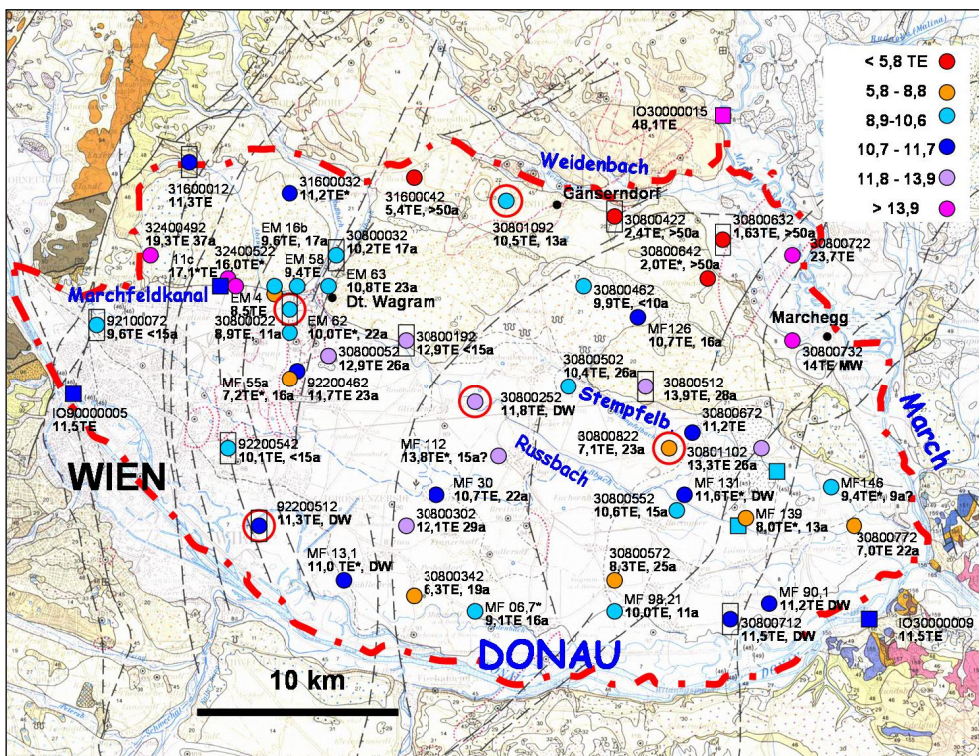 < 5,8 TE
5,8 - 8,8
8,9-10,6
10,7 - 11,7
11,8 - 13,9
> 13,9
IO30000015
48,1TE
Weidenbach
Gänserndorf
31600012
11,3TE
31600032
11,2TE*
31600042
5,4TE, >50a
30801092
10,5TE, 13a
30800422
2,4TE, >50a
30800632
1,63TE, >50a
30800642
2,0TE*, >50a
30800722
23,7TE
32400492
19,3TE 37a
32400522
16,0TE*
11c
17,1*TE
EM 16b
9,6TE, 17a
30800032
10,2TE 17a
EM 58
9,4TE
EM 63
10,8TE 23a
Dt. Wagram
Marchfeldkanal
EM 4
8,5TE
30800022
8,9TE, 11a
EM 62
10,0TE*, 22a
92100072
9,6TE <15a
30800462
9,9TE, <10a
MF126
10,7TE, 16a
Marchegg
30800732
14TE MW
30800192
12,9TE <15a
30800052
12,9TE 26a
MF 55a
7,2TE*, 16a
92200462
11,7TE 23a
IO90000005
11,5TE
30800502
10,4TE, 26a
30800512
13,9TE, 28a
30800252
11,8TE, DW
Stempfelb.
30800672
11,2TE
March
30800822
7,1TE, 23a
30801102
13,3TE 26a
92200542
10,1TE, <15a
MF 112
13,8TE*, 15a?
Russbach
WIEN
MF 30
10,7TE, 22a
MF 131
11,6TE*, DW
MF146
9,4TE*, 9a?
30800552
10,6TE, 15a
MF 139
8,0TE*, 13a
30800772
7,0TE 22a
92200512
11,3TE, DW
30800302
12,1TE 29a
MF 13,1
11,0 TE*, DW
30800342
6,3TE, 19a
30800572
8,3TE, 25a
MF 06,7*
9,1TE 16a
MF 98,21
10,0TE, 11a
MF 90,1
11,2TE DW
30800712
11,5TE, DW
IO30000009
11,5TE
DONAU
10 km